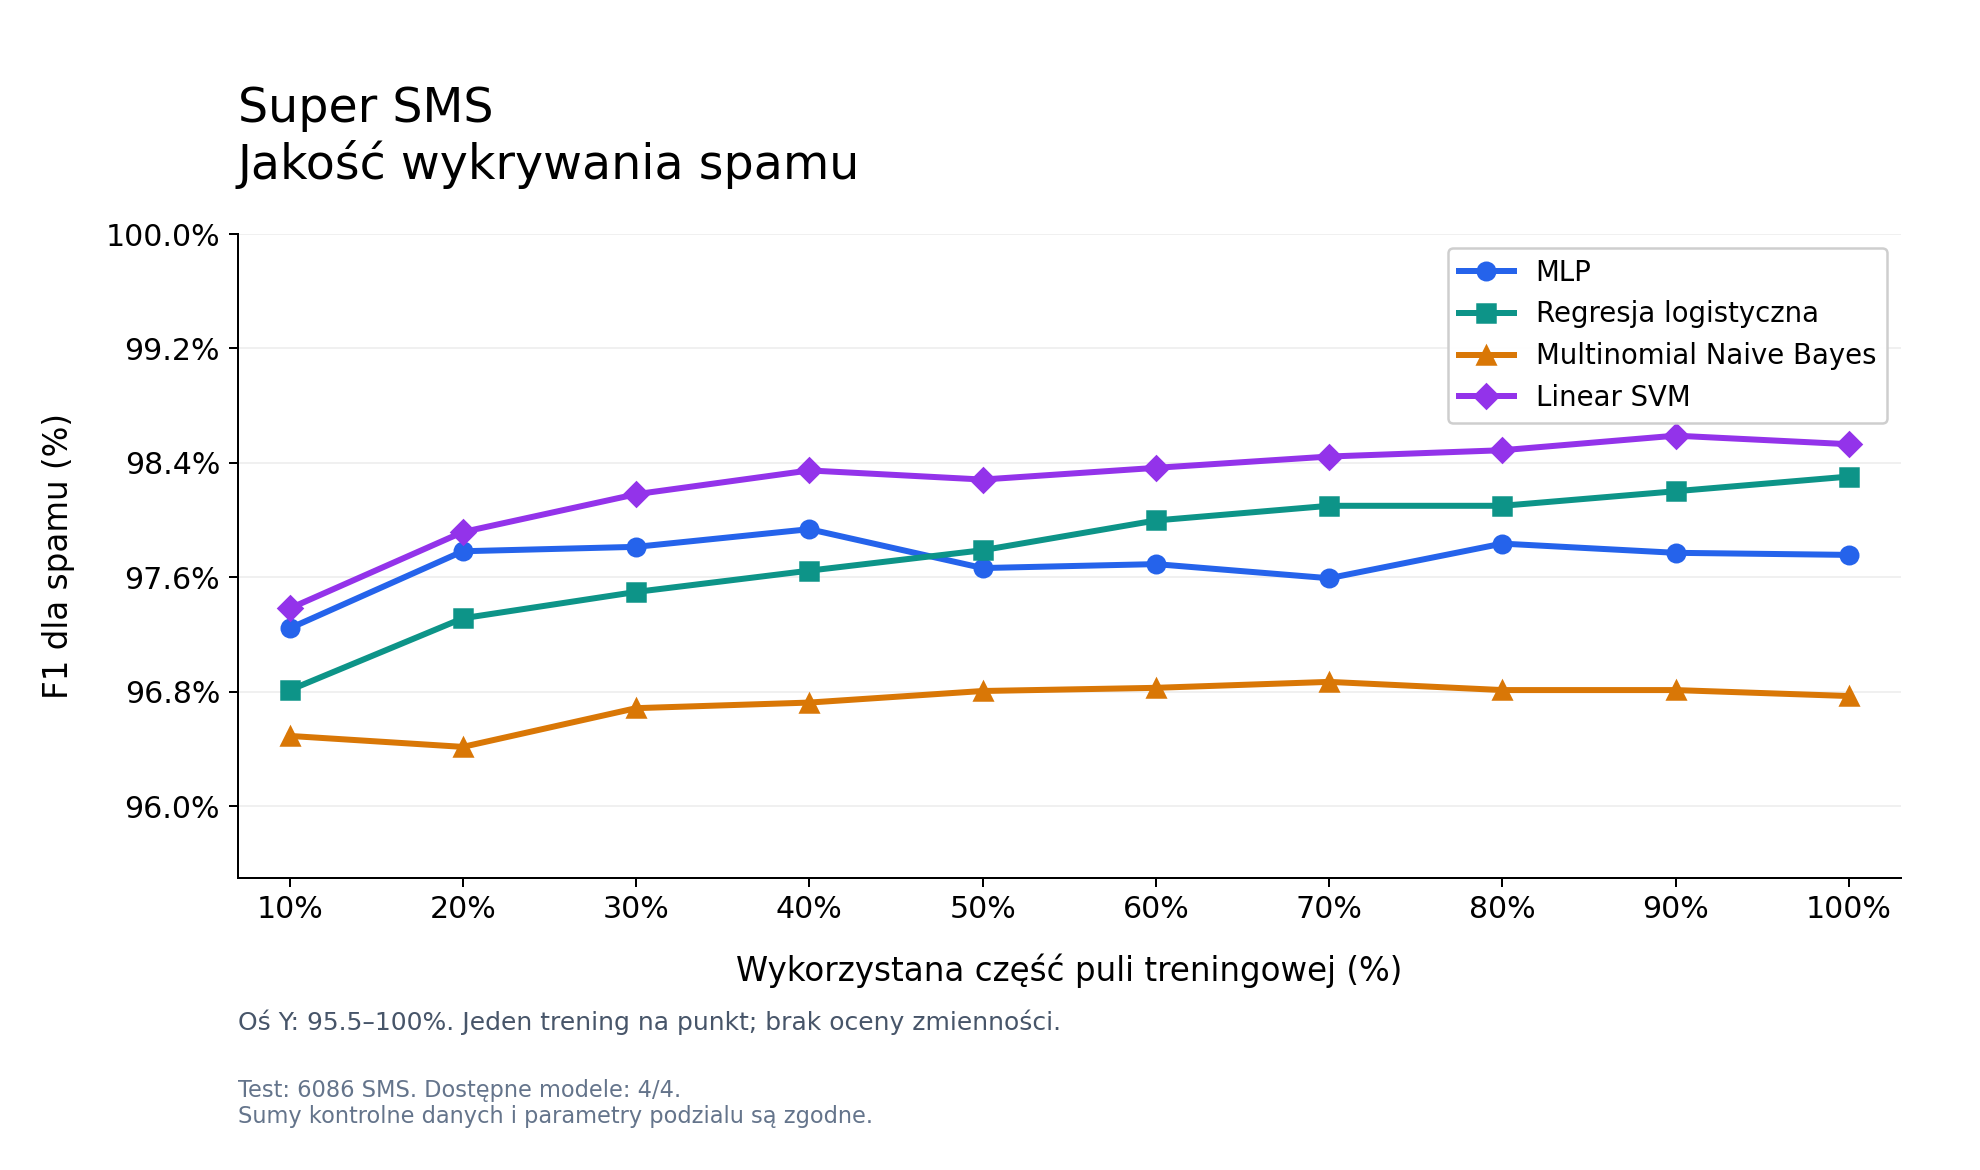 Super SMS
Jakość wykrywania spamu
100.0%
99.2%
98.4%
97.6%
96.8%
96.0%
F1 dla spamu (%)
MLP
Regresja logistyczna
Multinomial Naive Bayes
Linear SVM
10% 20% 30% 40% 50% 60% 70% 80% 90% 100%
Wykorzystana część puli treningowej (%)
Oś Y: 95.5–100%. Jeden trening na punkt; brak oceny zmienności.
Test: 6086 SMS. Dostępne modele: 4/4.
Sumy kontrolne danych i parametry podzialu są zgodne.